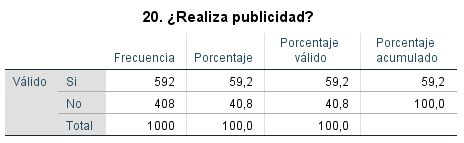 20. ¿Realiza publicidad?
Frecuencia Porcentaje Porcentaje válido Porcentaje acumulado
Válido Si 592 59,2 59,2 59,2
No 408 40,8 40,8 100,0
Total 1000 100,0 100,0